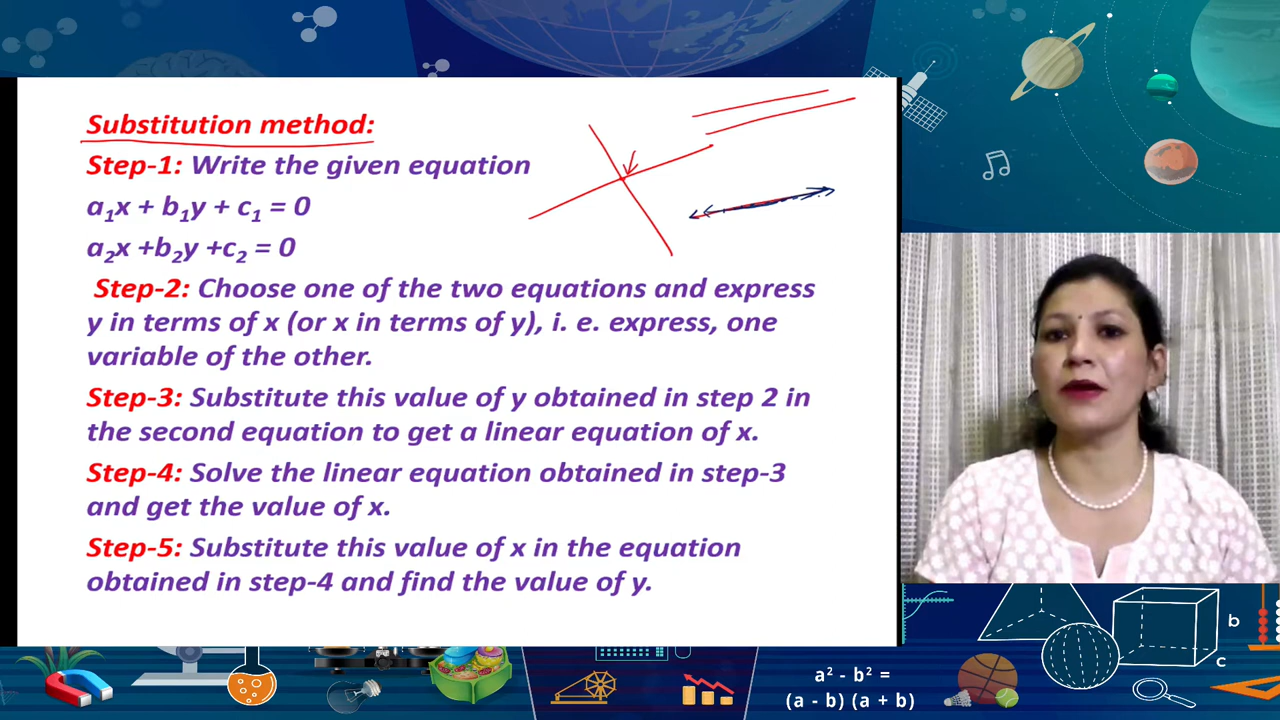 Substitution method:
Step-1: Write the given equation
a₁x + b₁y + c₁ = 0
a₂x +b₂y +c₂ = 0
Step-2: Choose one of the two equations and express
y in terms of x (or x in terms of y), i. e. express, one
variable of the other.
Step-3: Substitute this value of y obtained in step 2 in
the second equation to get a linear equation of x.
Step-4: Solve the linear equation obtained in step-3
and get the value of x.
Step-5: Substitute this value of x in the equation
obtained in step-4 and find the value of y.
b
c
a² - b² =
(a - b) (a + b)